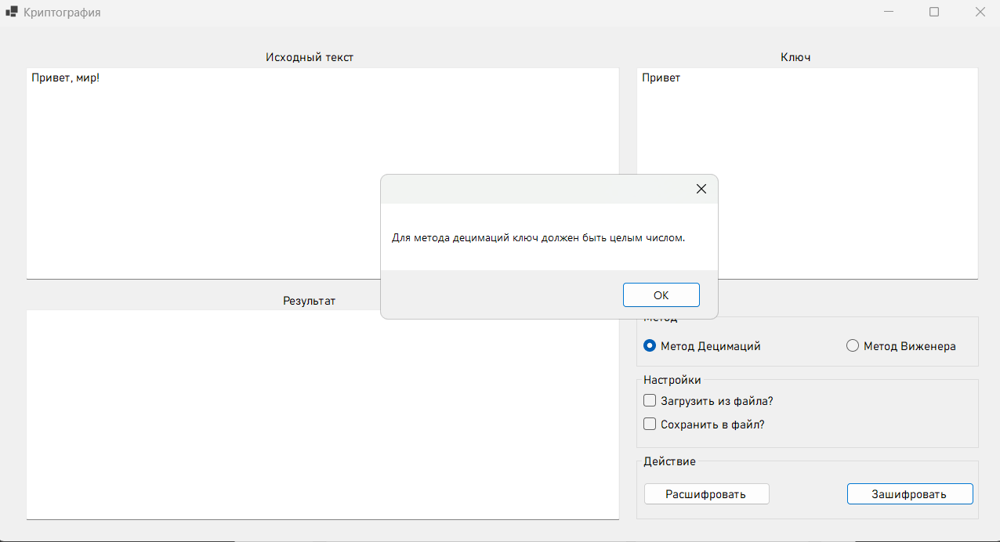 Криптография
Исходный текст
Привет, мир!
Ключ
Привет
Для метода децимаций ключ должен быть целым числом.
OK
Результат
Метод
Метод Децимаций
Метод Виженера
Настройки
Загрузить из файла?
Сохранить в файл?
Действие
Расшифровать
Зашифровать